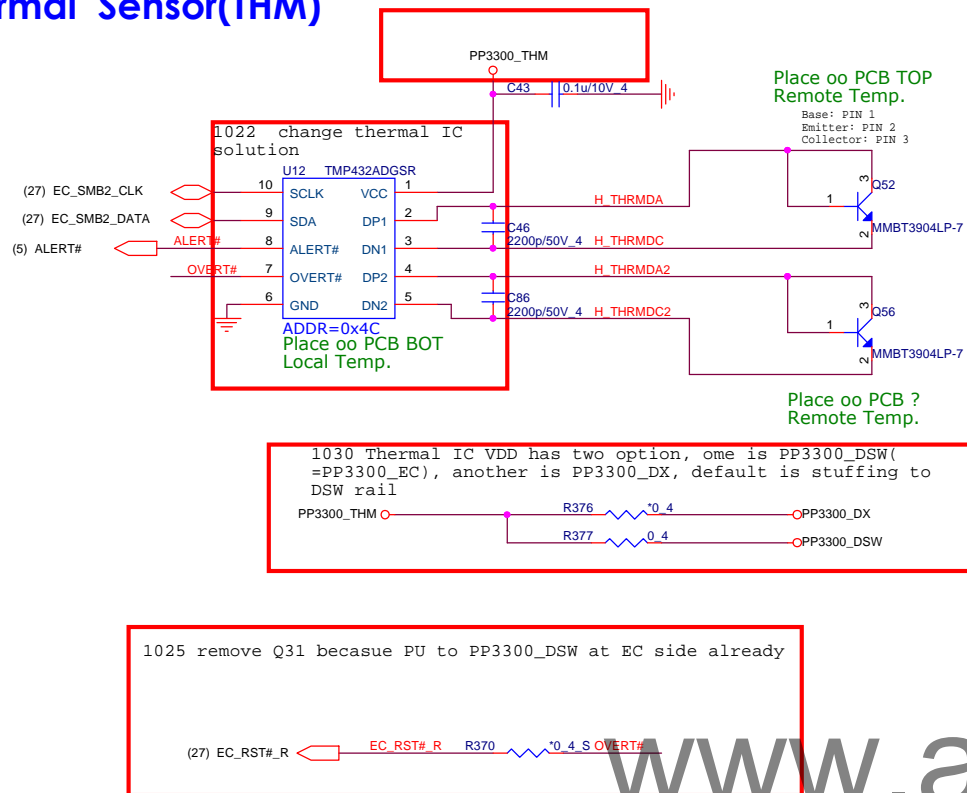 rmal Sensor(THM)
PP3300_THM
C43 0.1u/10V_4
Place oo PCB TOP
Remote Temp.
Base: PIN 1
Emitter: PIN 2
Collector: PIN 3
1022 change thermal IC
solution
U12 TMP432ADGSR
(27) EC_SMB2_CLK 10 SCLK VCC 1
(27) EC_SMB2_DATA 9 SDA DP1 2 H_THRMDA
(5) ALERT# ALERT# 8 ALERT# DN1 3 H_THRMDC
OVERT# 7 OVERT# DP2 4 H_THRMDA2
6 GND DN2 5 H_THRMDC2
C46
2200p/50V_4
C86
2200p/50V_4
1 3 Q52
2 MMBT3904LP-7
1 3 Q56
2 MMBT3904LP-7
ADDR=0x4C
Place oo PCB BOT
Local Temp.
Place oo PCB ?
Remote Temp.
1030 Thermal IC VDD has two option, ome is PP3300_DSW(
=PP3300_EC), another is PP3300_DX, default is stuffing to
DSW rail
PP3300_THM R376 *0_4 PP3300_DX
R377 0_4 PP3300_DSW
1025 remove Q31 becasue PU to PP3300_DSW at EC side already
(27) EC_RST#_R EC_RST#_R R370 *0_4_S OVERT#
www.a